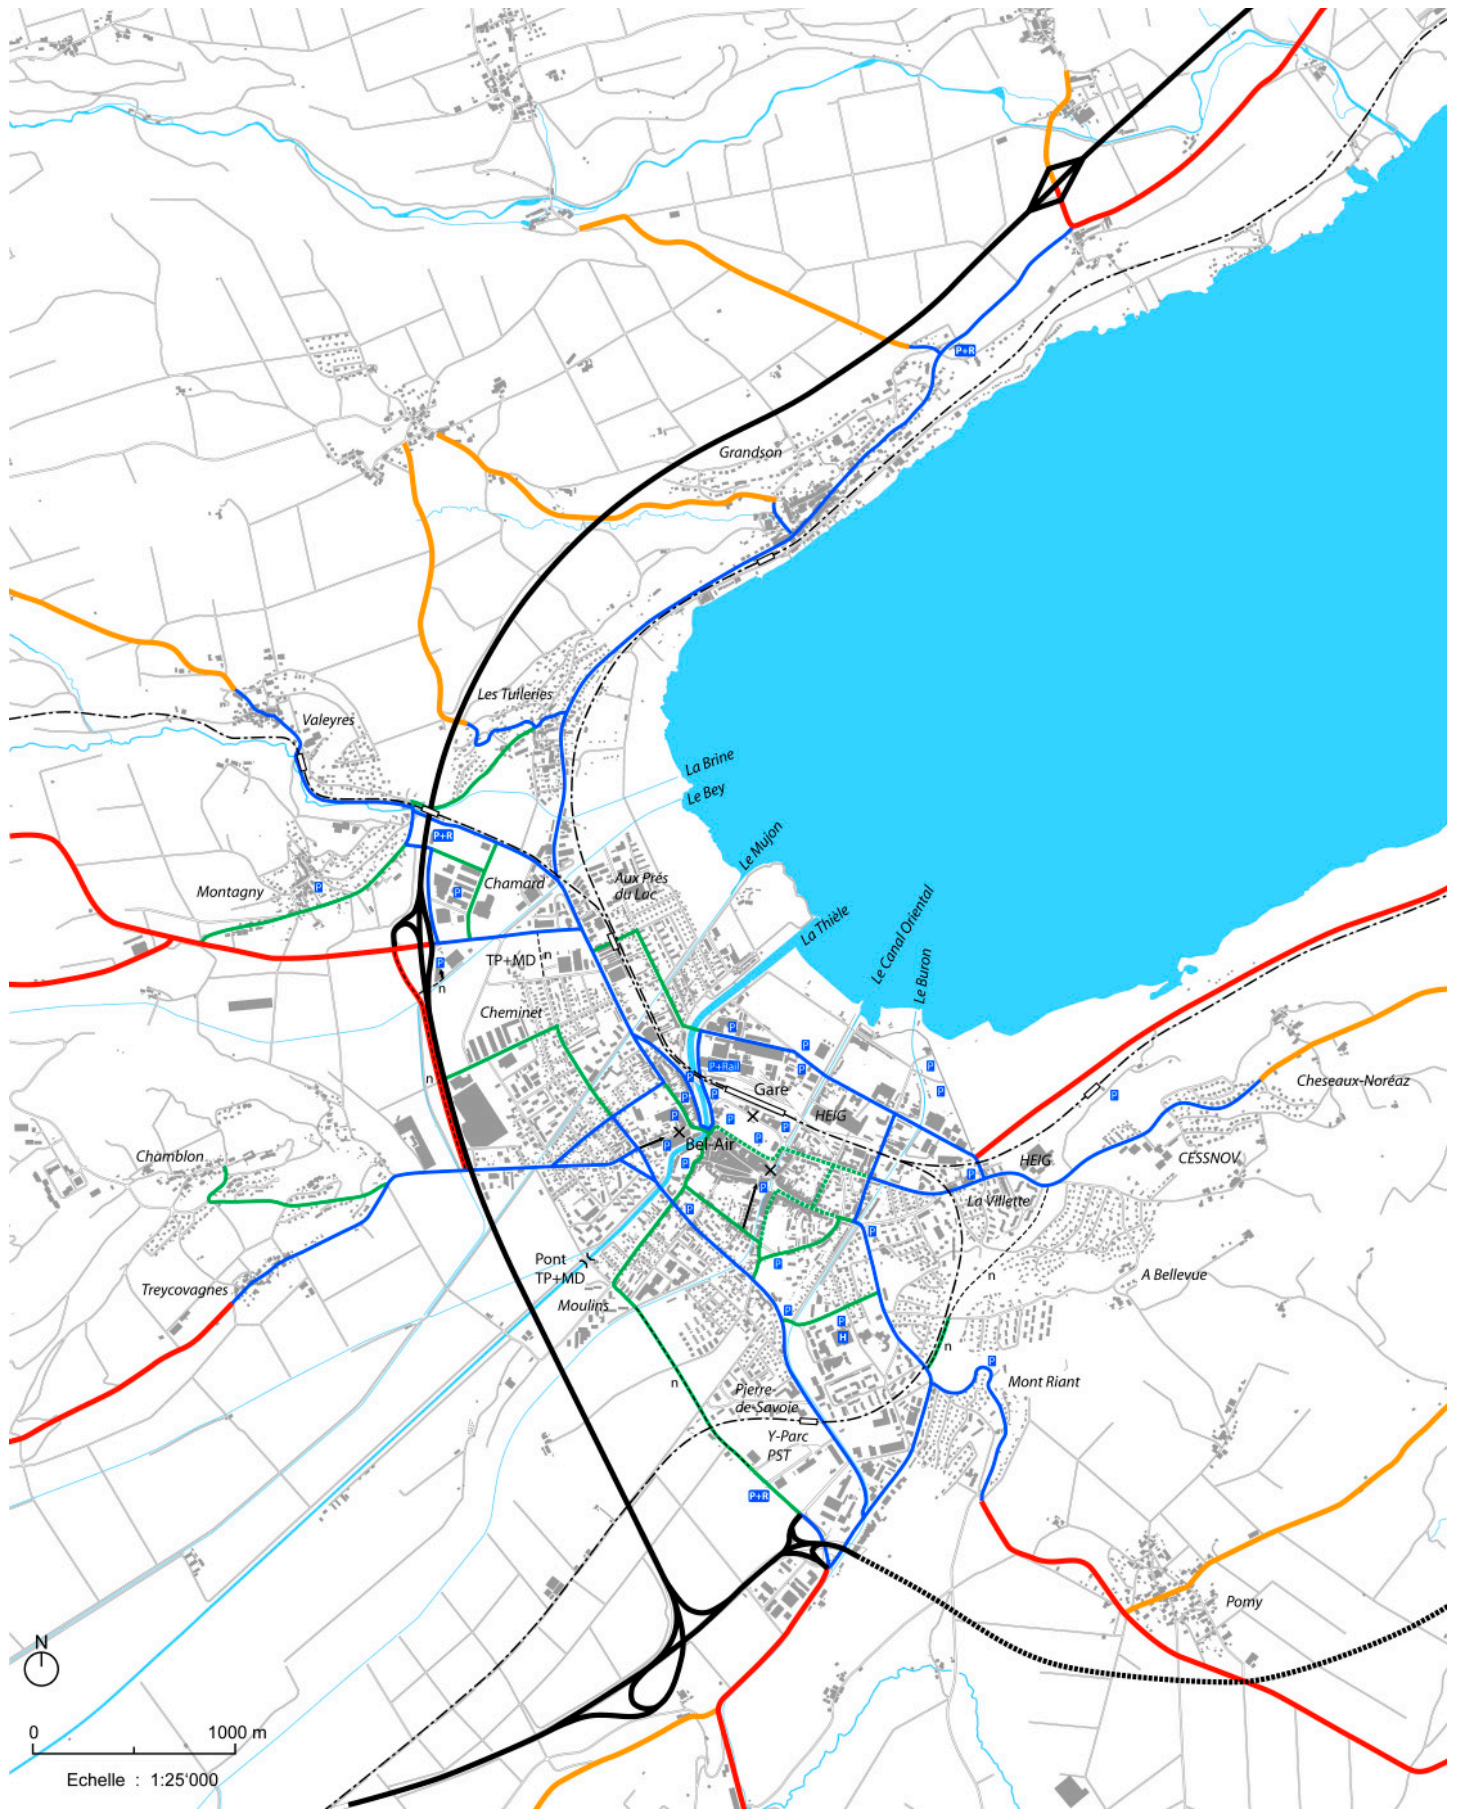 P+R
Grandson
Les Tuileries
Valeyres
La Brine
Le Bey
P+R
Le Mujon
Chamard
Aux Prés
du Lac
P
Montagny
P
La Thièle
Le Canal Oriental
Le Buron
TP+MD
n
P
n
Cheminet
P
P
P
P
P+Rail
P
P
n
Gare
P
P
P
P
Cheseaux-Noréaz
P
P
HEIG
P
Bel-Air
P
P
P
Chamblon
HEIG
CESSNOV
P
P
La Villette
P
P
Pont
TP+MD
P
n
A Bellevue
Treycovagnes
Moulins
P
P
H
n
P
n
Mont Riant
Pierre-
de-Savoie
Y-Parc
PST
P+R
Pomy
N
0
1000 m
Echelle : 1:25'000